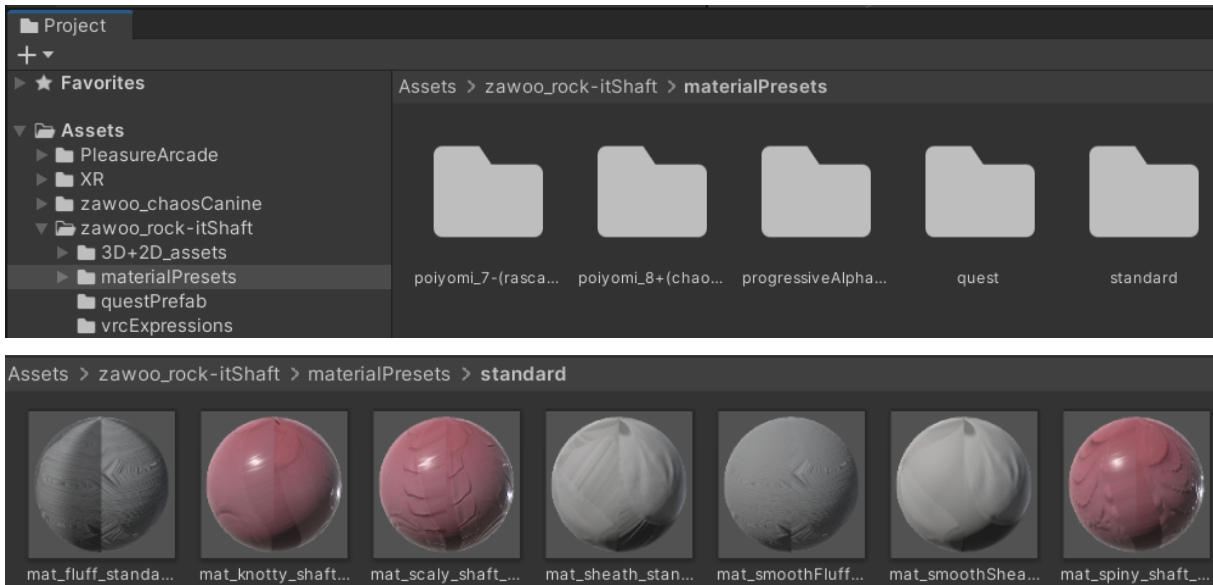 Project
Favorites
Assets > zawoo_rock-itShaft > materialPresets
Assets
PleasureArcade
XR
zawoo_chaosCanine
zawoo_rock-itShaft
3D+2D_assets
materialPresets
questPrefab
vrcExpressions
poiyomi_7-(rasca... poiyomi_8+(chao... progressiveAlpha... quest standard
Assets > zawoo_rock-itShaft > materialPresets > standard
mat_fluff_standa... mat_knotty_shaft... mat_scaly_shaft_... mat_sheath_stan... mat_smoothFluff... mat_smoothShea... mat_spiny_shaft_...